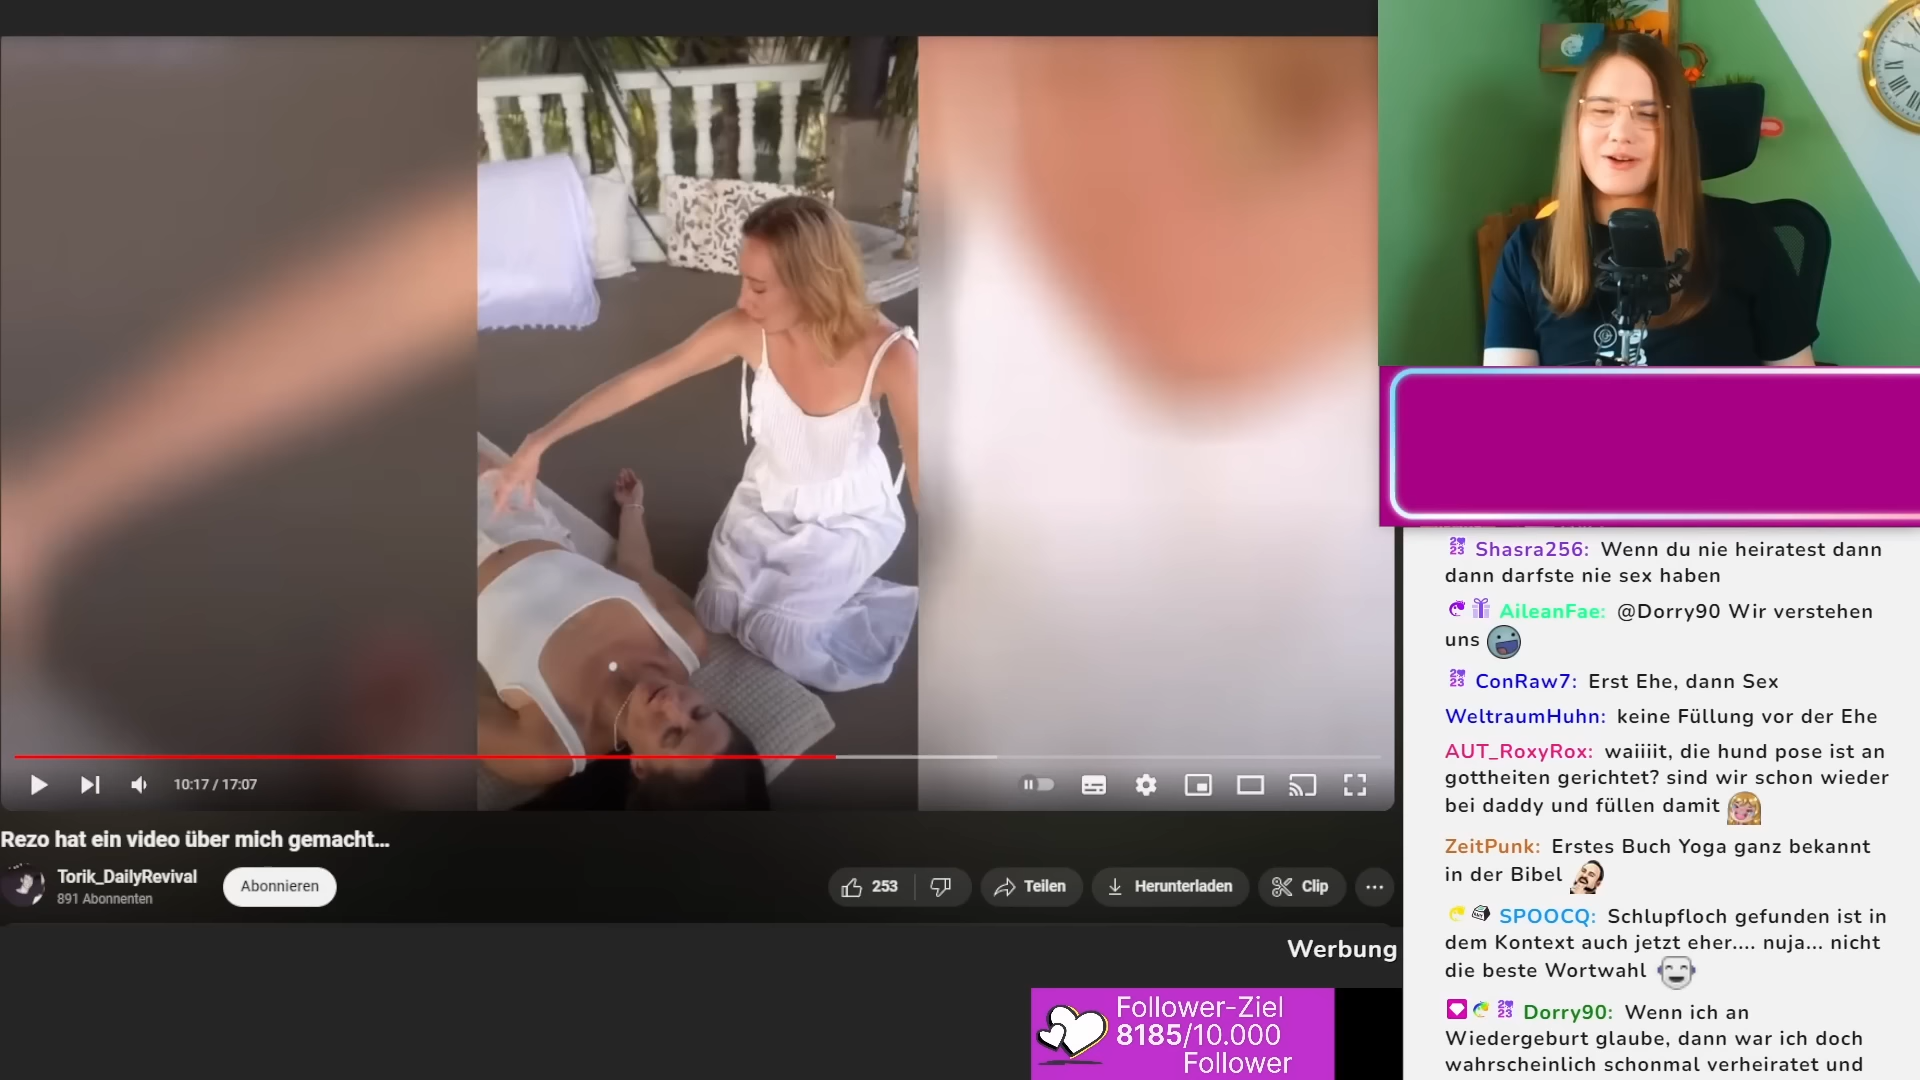 10:17 / 17:07
Rezo hat ein video über mich gemacht...
Torik_DailyRevival
891 Abonnenten
Abonnieren
253
Teilen
Herunterladen
Clip
Werbung
Follower-Ziel
8185/10.000
Follower
Shasra256: Wenn du nie heiratest dann
dann darfste nie sex haben
AileanFae: @Dorry90 Wir verstehen
uns
ConRaw7: Erst Ehe, dann Sex
WeltraumHuhn: keine Füllung vor der Ehe
AUT_RoxyRox: waiiiit, die hund pose ist an
gottheiten gerichtet? sind wir schon wieder
bei daddy und füllen damit
ZeitPunk: Erstes Buch Yoga ganz bekannt
in der Bibel
SPOOCQ: Schlupfloch gefunden ist in
dem Kontext auch jetzt eher.... nuja... nicht
die beste Wortwahl
Dorry90: Wenn ich an
Wiedergeburt glaube, dann war ich doch
wahrscheinlich schonmal verheiratet und